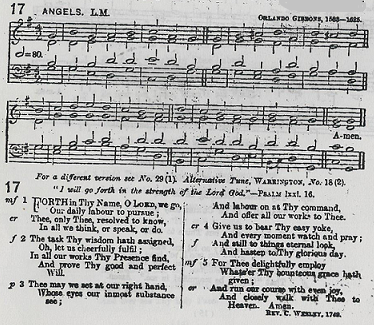 17 ANGELS. L.M. ORLANDO GIBBONS, 1583–1625.
=80.
A-men.
For a different version see No. 29 (1). Alternative Tune, WARRINGTON, No. 18 (2).
"I will go forth in the strength of the Lord God."—PSALM lxxi. 16.
17
mf 1 FORTH in Thy Name, O LORD, we go,
Our daily labour to pursue;
cr Thee, only Thee, resolved to know,
In all we think, or speak, or do.
f 2 The task Thy wisdom hath assigned,
Oh, let us cheerfully fulfil;
In all our works Thy Presence find,
And prove Thy good and perfect
Will.
p 3 Thee may we set at our right hand,
Whose eyes our inmost substance
see;
And labour on at Thy command,
And offer all our works to Thee.
cr 4 Give us to bear Thy easy yoke,
And every moment watch and pray;
f And still to things eternal look,
And hasten to Thy glorious day.
mf 5 For Thee delightfully employ
Whate'er Thy bounteous grace hath
given;
cr And run our course with even joy,
And closely walk with Thee to
Heaven. Amen.
REV. C. WESLEY, 1749.